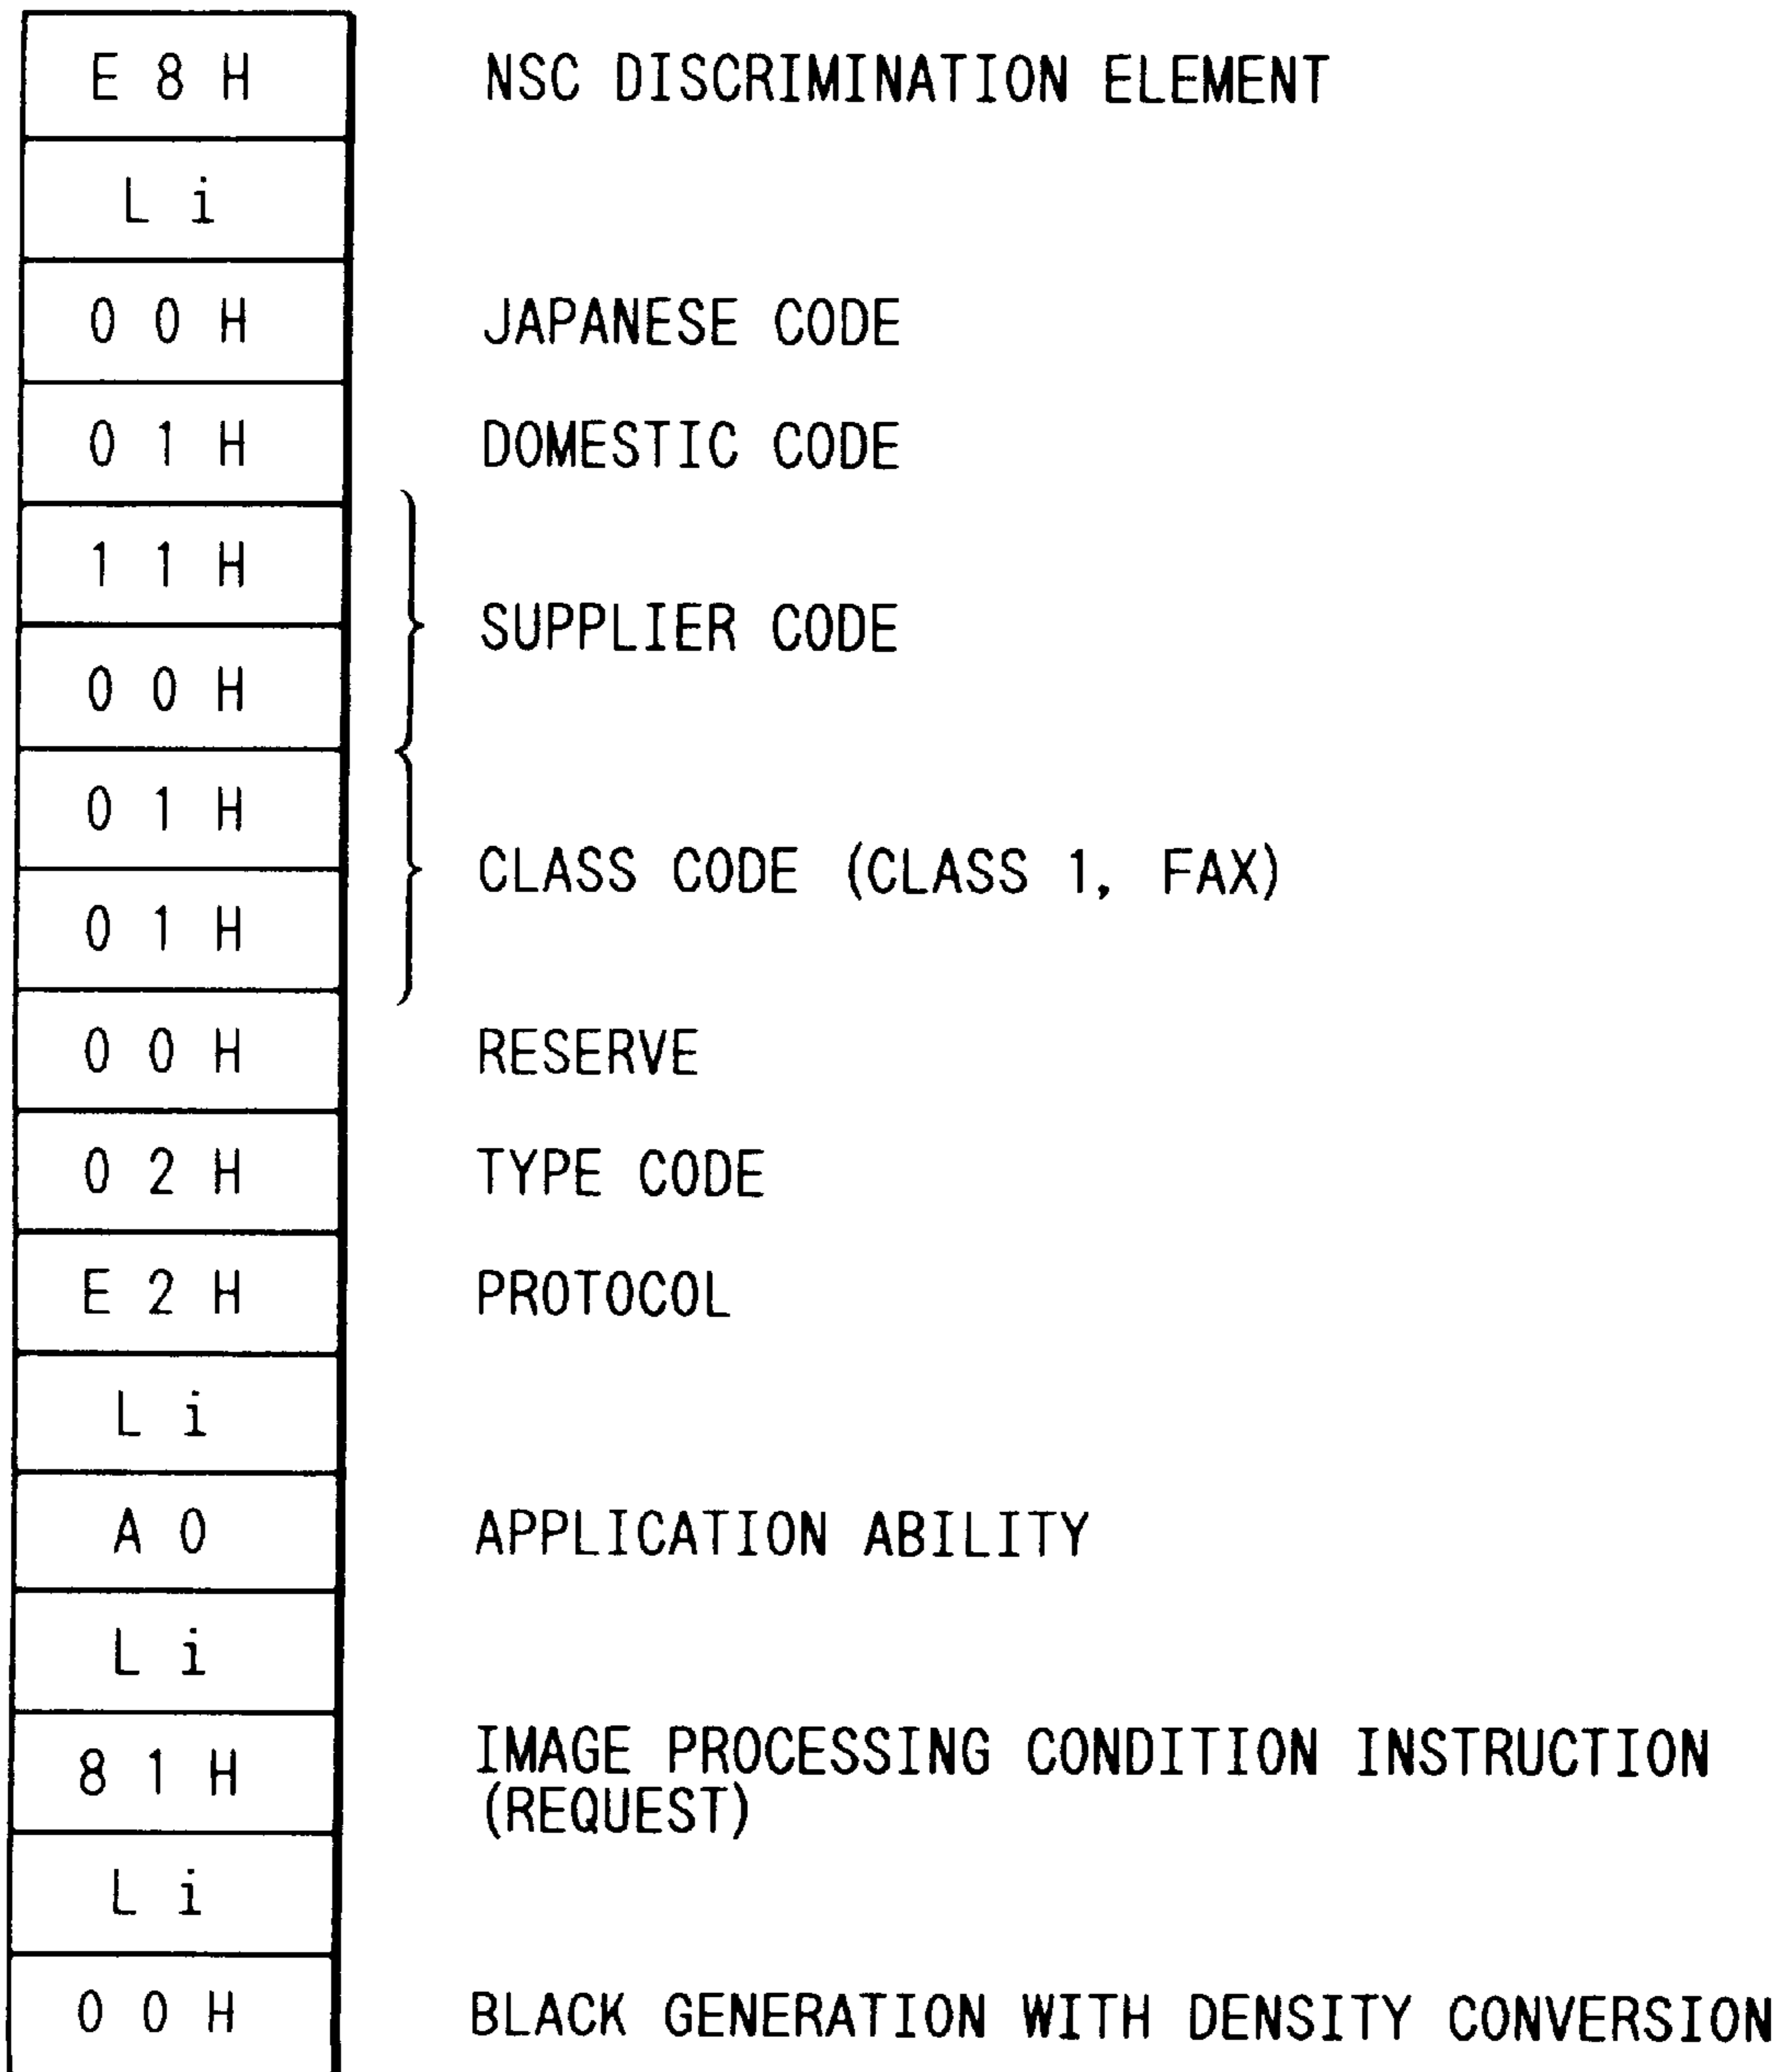 E 8 H NSC DISCRIMINATION ELEMENT
L i
0 0 H JAPANESE CODE
0 1 H DOMESTIC CODE
1 1 H
SUPPLIER CODE
0 0 H
0 1 H
CLASS CODE (CLASS 1, FAX)
0 1 H
0 0 H RESERVE
0 2 H TYPE CODE
E 2 H PROTOCOL
L i
A 0 APPLICATION ABILITY
L i
8 1 H IMAGE PROCESSING CONDITION INSTRUCTION
(REQUEST)
L i
0 0 H BLACK GENERATION WITH DENSITY CONVERSION